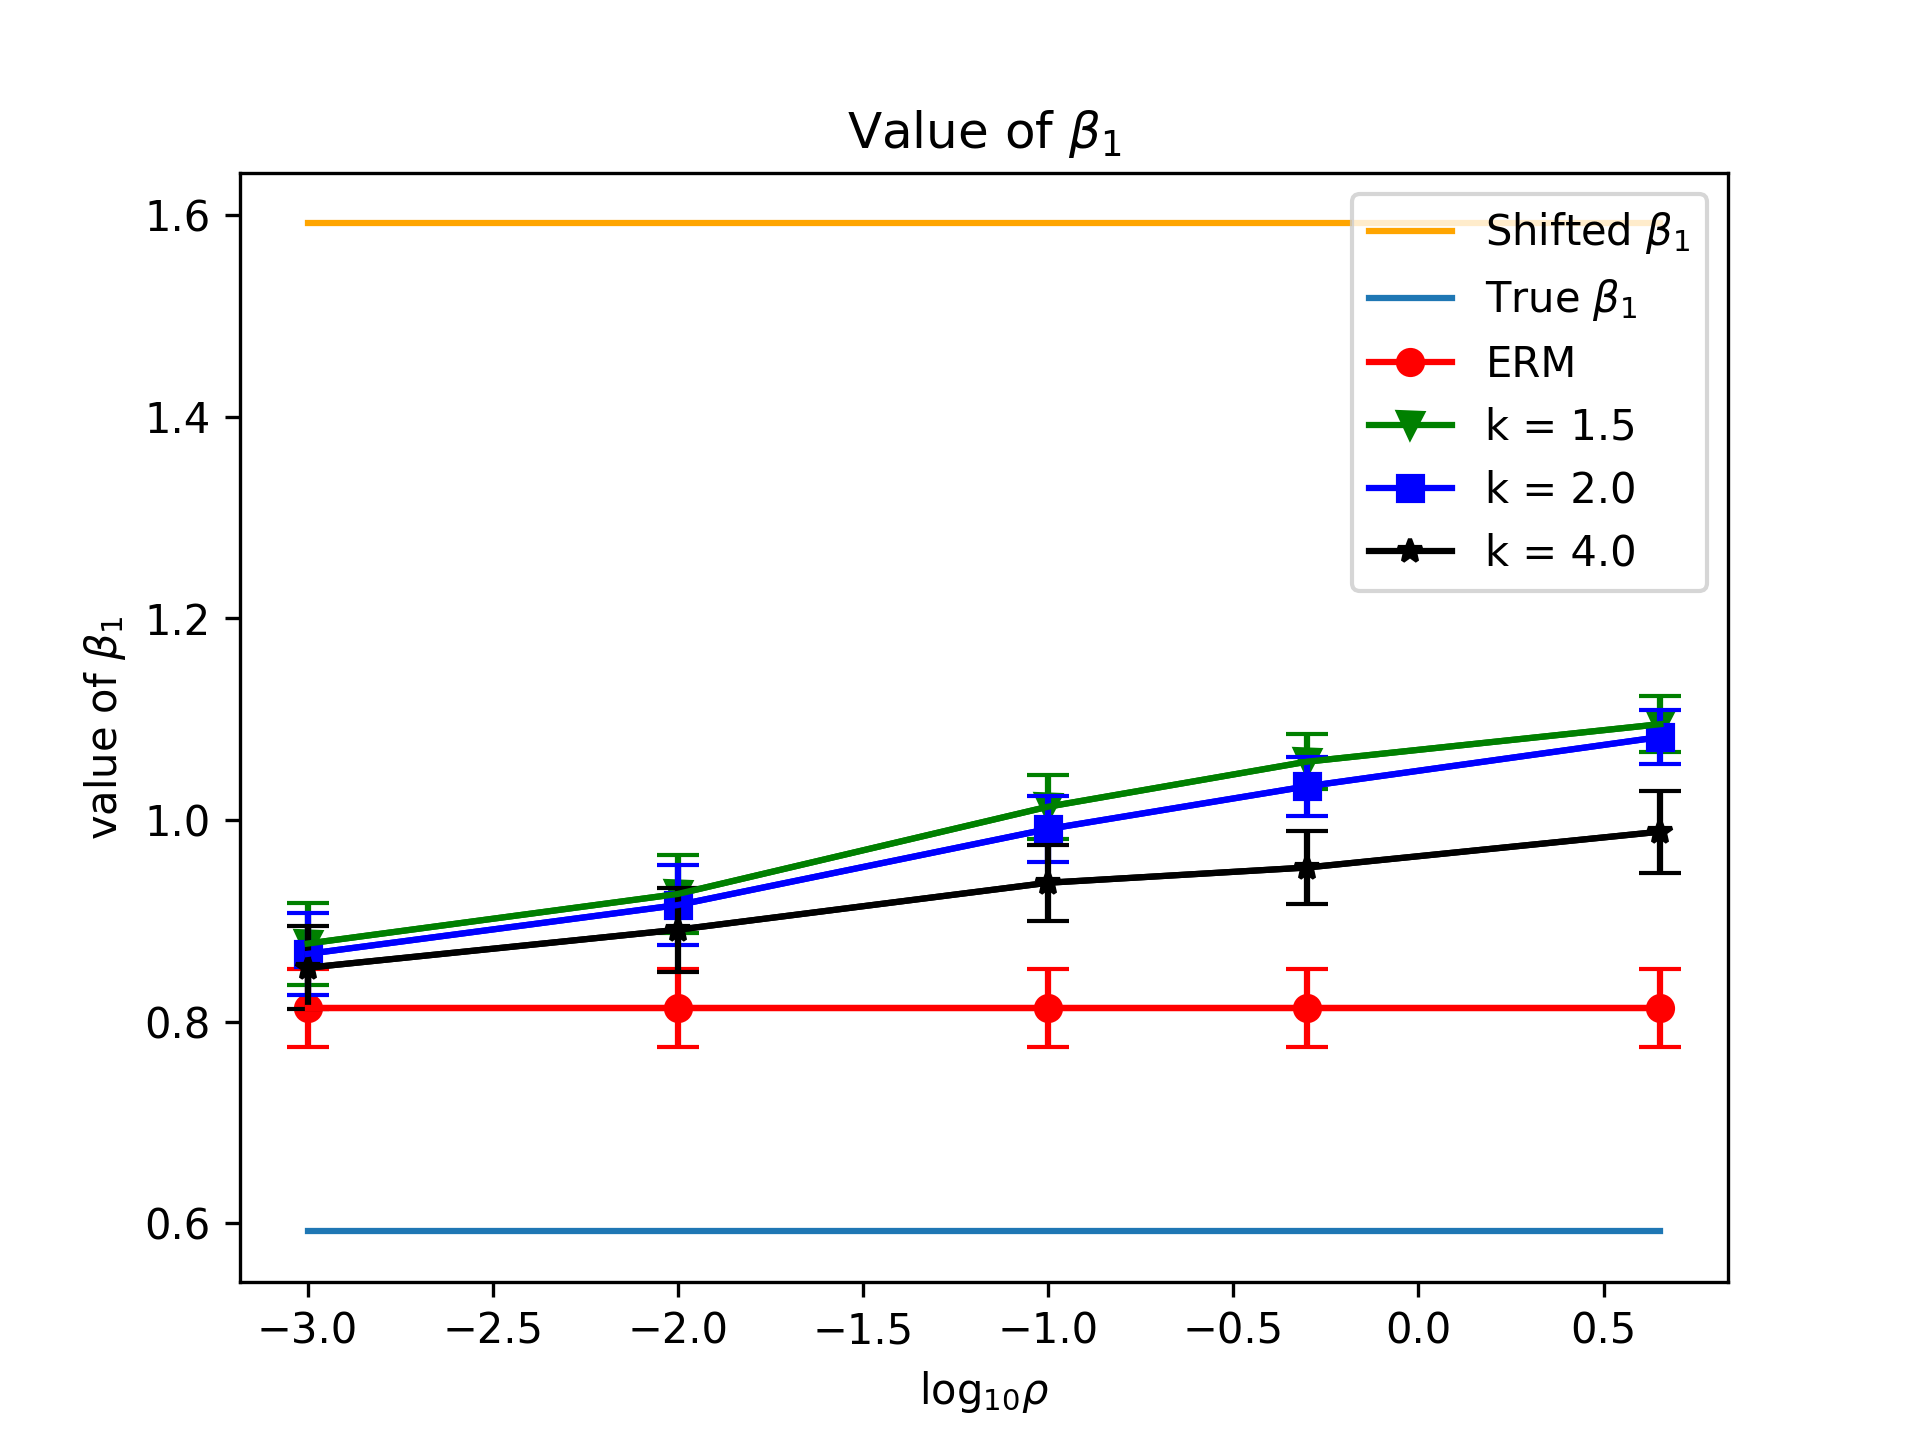 Value of β₁
1.6
1.4
1.2
1.0
0.8
0.6
value of β₁
Shifted β₁
True β₁
ERM
k = 1.5
k = 2.0
k = 4.0
−3.0 −2.5 −2.0 −1.5 −1.0 −0.5 0.0 0.5
log₁₀ρ